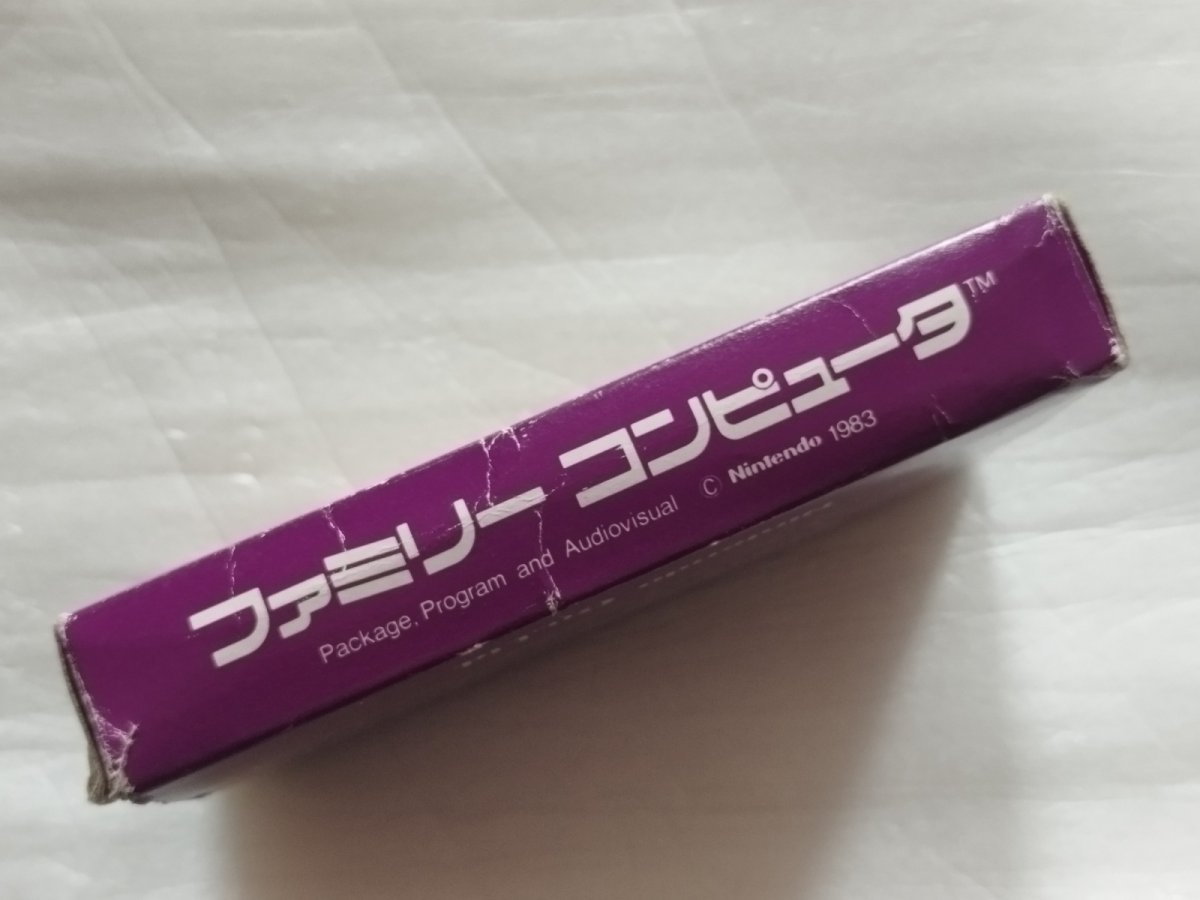 ファミリー コンピュータ™
Package, Program and Audiovisual © Nintendo 1983